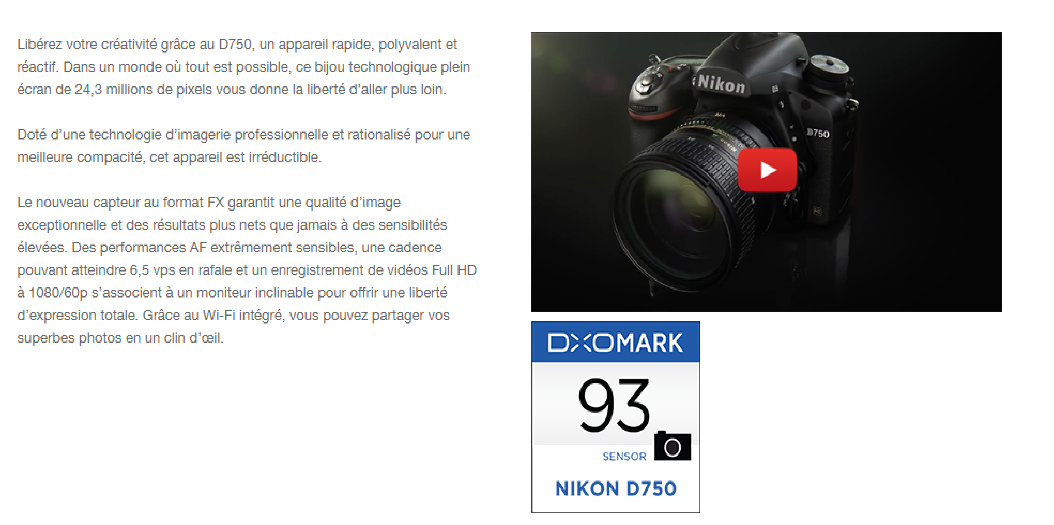 Libérez votre créativité grâce au D750, un appareil rapide, polyvalent et
réactif. Dans un monde où tout est possible, ce bijou technologique plein
écran de 24,3 millions de pixels vous donne la liberté d'aller plus loin.
Doté d'une technologie d'imagerie professionnelle et rationalisé pour une
meilleure compacité, cet appareil est irréductible.
Le nouveau capteur au format FX garantit une qualité d'image
exceptionnelle et des résultats plus nets que jamais à des sensibilités
élevées. Des performances AF extrêmement sensibles, une cadence
pouvant atteindre 6,5 vps en rafale et un enregistrement de vidéos Full HD
à 1080/60p s'associent à un moniteur inclinable pour offrir une liberté
d'expression totale. Grâce au Wi-Fi intégré, vous pouvez partager vos
superbes photos en un clin d'œil.
Nikon
D750
DXOMARK
93
SENSOR
NIKON D750